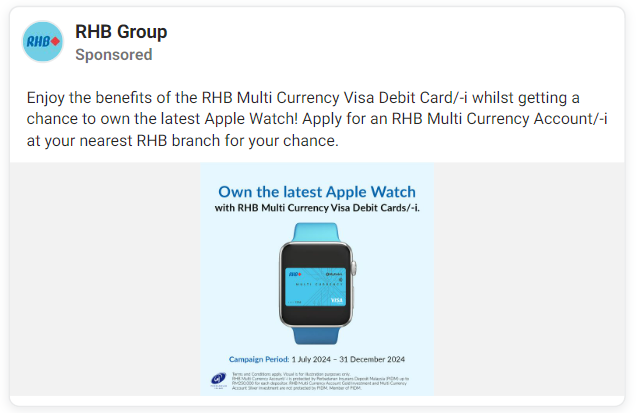 RHB Group
RHB
Sponsored
Enjoy the benefits of the RHB Multi Currency Visa Debit Card/-i whilst getting a
chance to own the latest Apple Watch! Apply for an RHB Multi Currency Account/-i
at your nearest RHB branch for your chance.
Own the latest Apple Watch
with RHB Multi Currency Visa Debit Cards/-i.
RHB
MULTI CURRENCY
VISA
Campaign Period: 1 July 2024 – 31 December 2024
Terms and Conditions apply. Visual is for illustration purposes only.
RHB Multi Currency Account/-i is protected by Perbadanan Insurans Deposit Malaysia (PIDM) up to
RM250,000 for each depositor. RHB Multi Currency Account Gold Investment and Multi Currency
Account Silver Investment are not protected by PIDM. Member of PIDM.